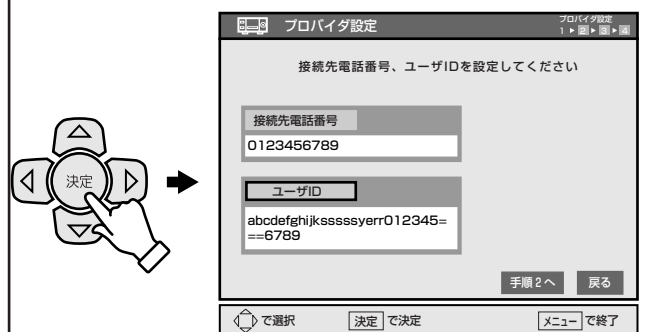 プロバイダ設定
プロバイダ設定
1 ▶ 2 ▶ 3 ▶ 4
接続先電話番号、ユーザIDを設定してください
接続先電話番号
0123456789
決定
ユーザID
abcdefghijksssssyerr012345=
==6789
手順2へ 戻る
で選択 決定 で決定 メニュー で終了